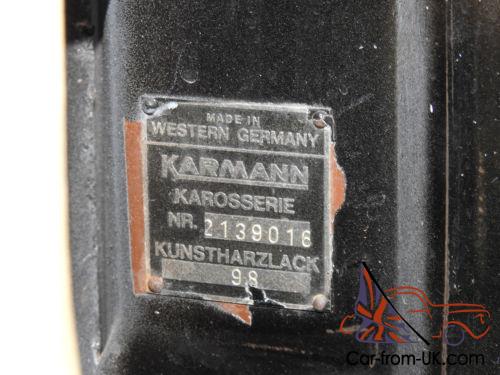 MADE IN
WESTERN GERMANY
KARMANN
KAROSSERIE
NR. 2139016
KUNSTHARZLACK
98
Car-from-UK.com